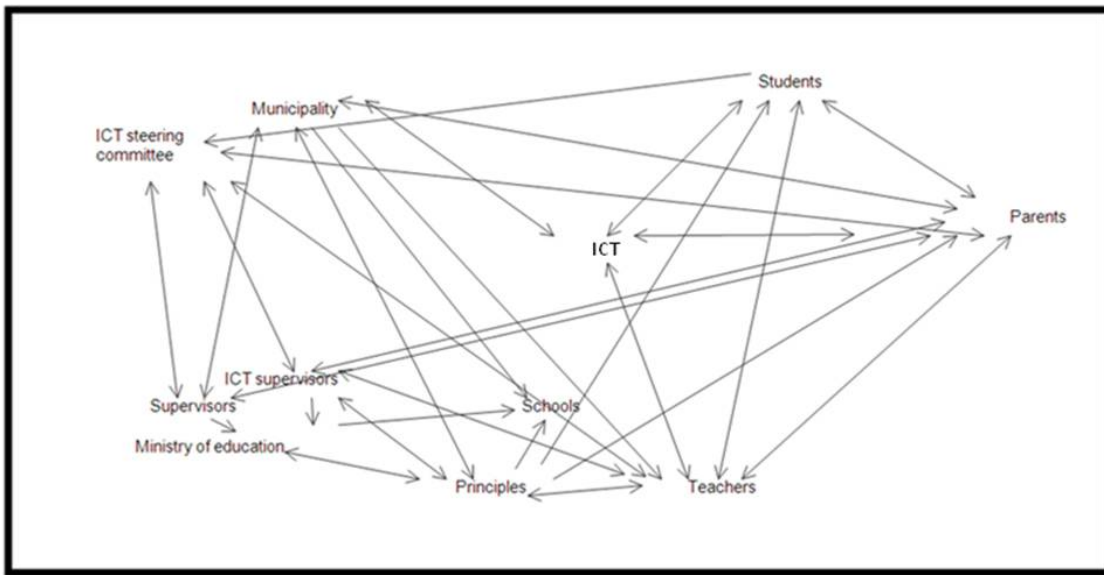 Students
Municipality
ICT steering
committee
Parents
ICT
ICT supervisors
Supervisors
Schools
Ministry of education
Principles
Teachers